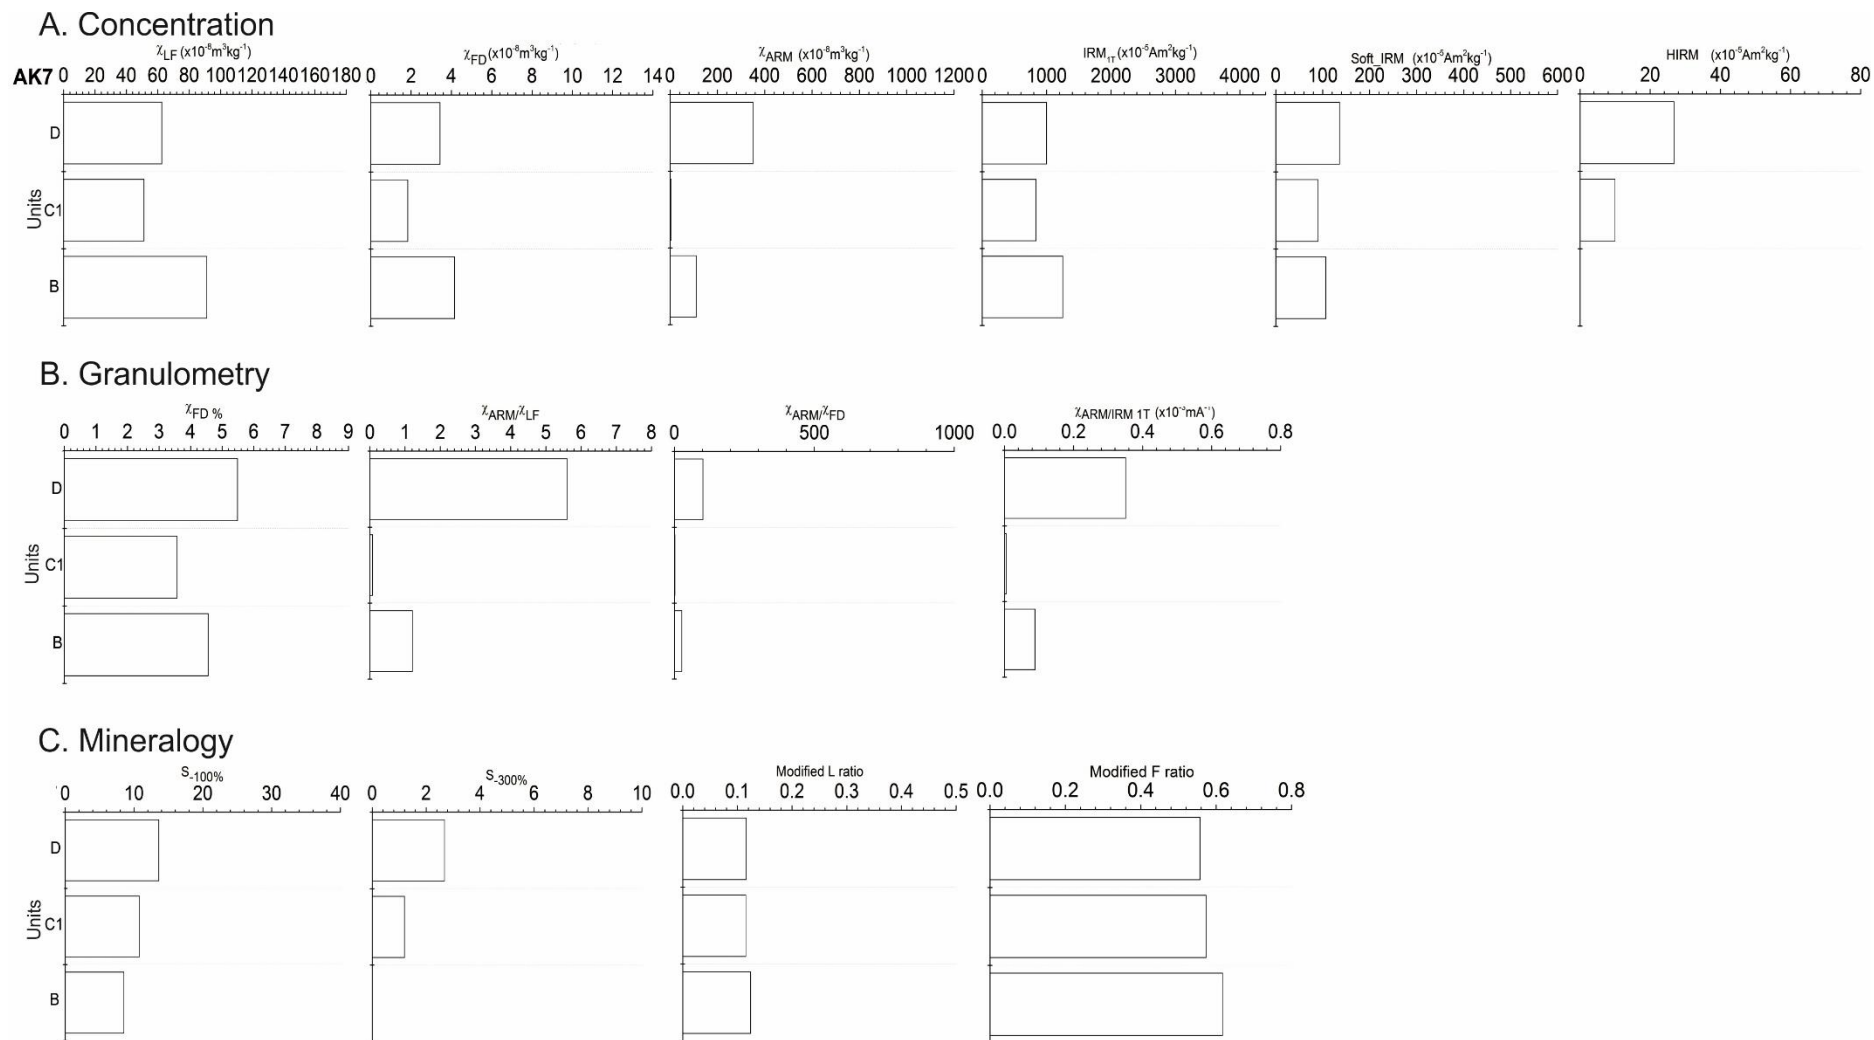 A. Concentration
χLF (x10⁻⁸m³kg⁻¹) χFD(x10⁻⁸m³kg⁻¹) χARM (x10⁻⁸m³kg⁻¹) IRM1T(x10⁻⁵Am²kg⁻¹) Soft_IRM (x10⁻⁵Am²kg⁻¹) HIRM (x10⁻⁵Am²kg⁻¹)
AK7 0 20 40 60 80 100 120 140 160 180 0 2 4 6 8 10 12 14 0 200 400 600 800 1000 1200 0 1000 2000 3000 4000 0 100 200 300 400 500 600 0 20 40 60 80
D
Units C1
B
B. Granulometry
χFD % χARM/χLF χARM/χFD χARM/IRM 1T (x10⁻³mA⁻¹)
0 1 2 3 4 5 6 7 8 9 0 1 2 3 4 5 6 7 8 0 500 1000 0.0 0.2 0.4 0.6 0.8
D
Units C1
B
C. Mineralogy
S-100% S-300% Modified L ratio Modified F ratio
0 10 20 30 40 0 2 4 6 8 10 0.0 0.1 0.2 0.3 0.4 0.5 0.0 0.2 0.4 0.6 0.8
D
Units C1
B